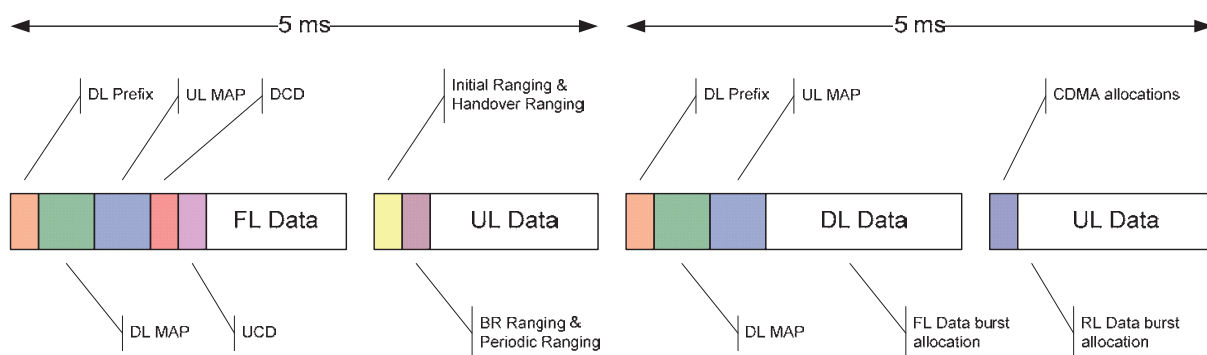 5 ms
5 ms
DL Prefix
UL MAP
DCD
Initial Ranging &
Handover Ranging
DL Prefix
UL MAP
CDMA allocations
FL Data
UL Data
DL Data
UL Data
DL MAP
UCD
BR Ranging &
Periodic Ranging
DL MAP
FL Data burst
allocation
RL Data burst
allocation